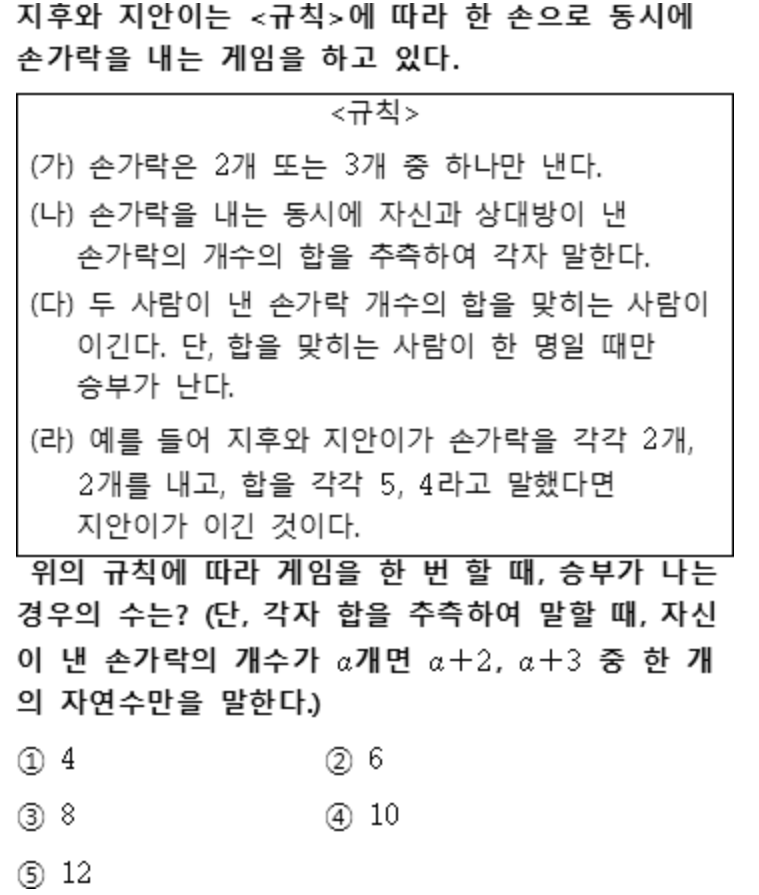 지후와 지안이는 <규칙>에 따라 한 손으로 동시에
손가락을 내는 게임을 하고 있다.
<규칙>
(가) 손가락은 2개 또는 3개 중 하나만 낸다.
(나) 손가락을 내는 동시에 자신과 상대방이 낸
손가락의 개수의 합을 추측하여 각자 말한다.
(다) 두 사람이 낸 손가락 개수의 합을 맞히는 사람이
이긴다. 단, 합을 맞히는 사람이 한 명일 때만
승부가 난다.
(라) 예를 들어 지후와 지안이가 손가락을 각각 2개,
2개를 내고, 합을 각각 5, 4라고 말했다면
지안이가 이긴 것이다.
위의 규칙에 따라 게임을 한 번 할 때, 승부가 나는
경우의 수는? (단, 각자 합을 추측하여 말할 때, 자신
이 낸 손가락의 개수가 a개면 a+2, a+3 중 한 개
의 자연수만을 말한다.)
① 4 ② 6
③ 8 ④ 10
⑤ 12